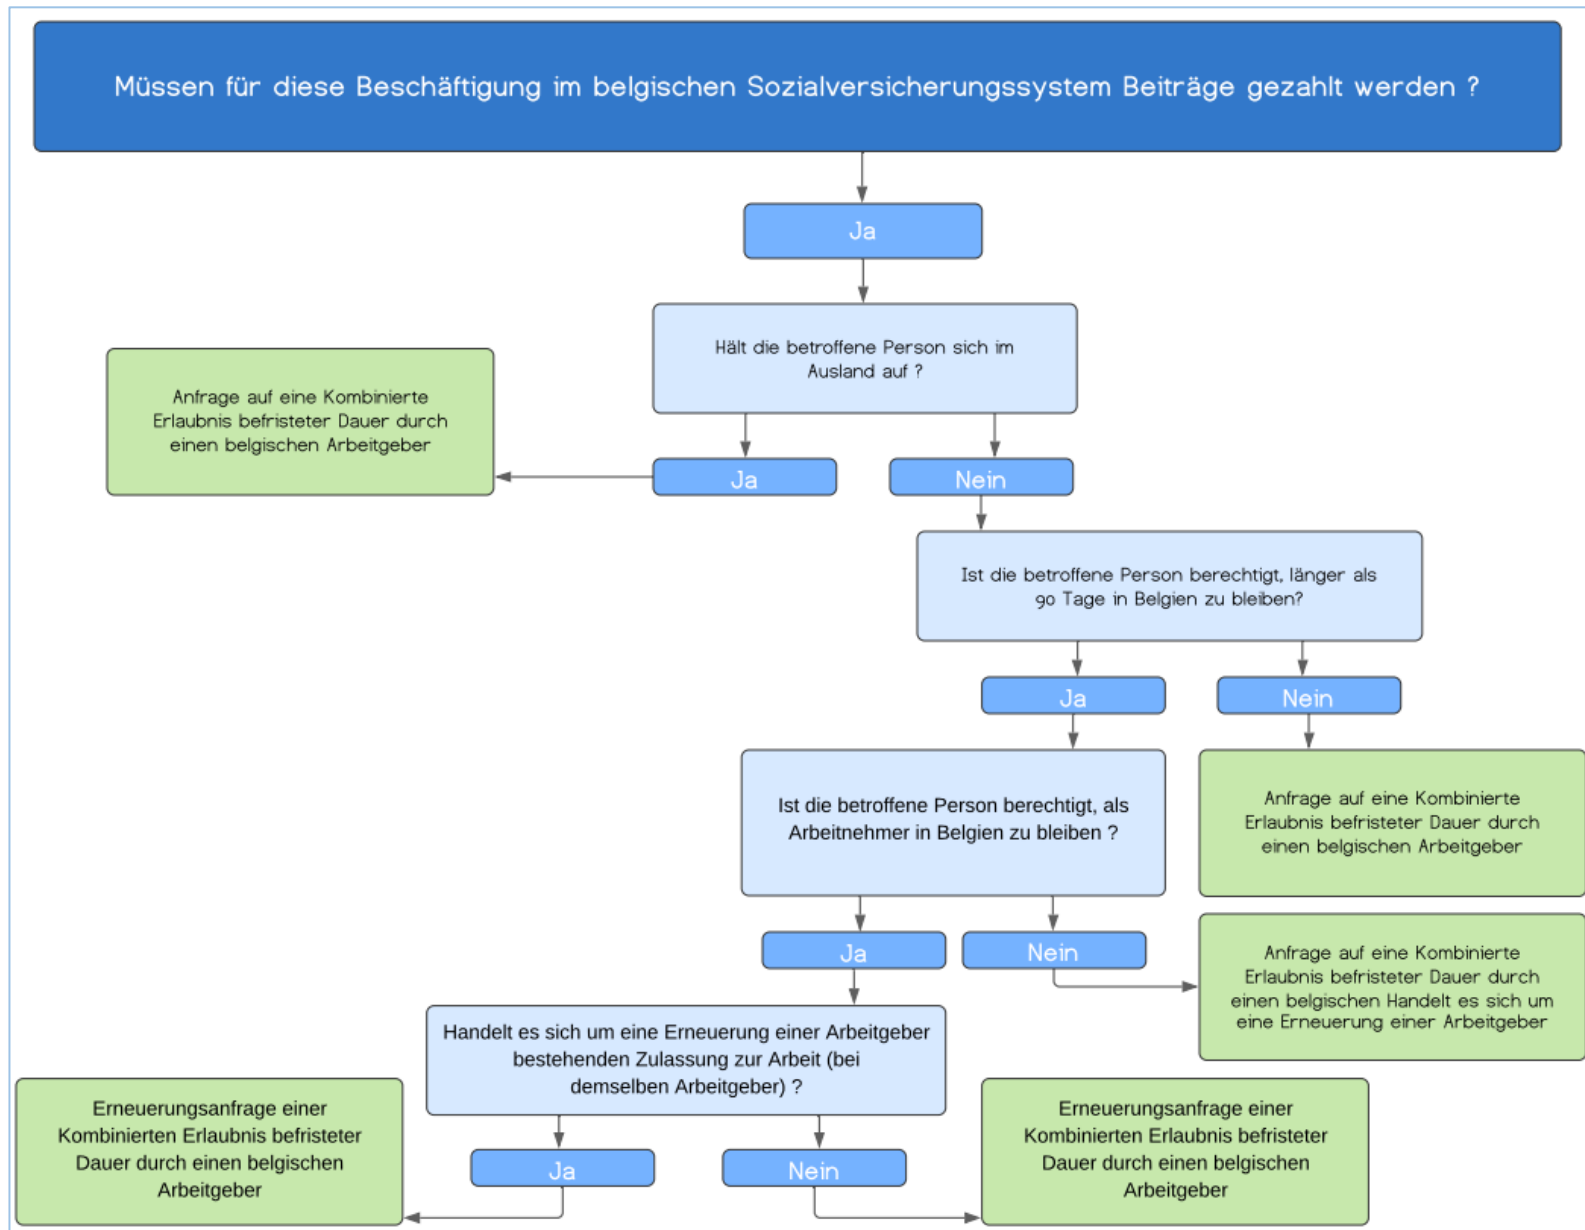 Müssen für diese Beschäftigung im belgischen Sozialversicherungssystem Beiträge gezahlt werden ?
Ja
Hält die betroffene Person sich im
Ausland auf ?
Anfrage auf eine Kombinierte
Erlaubnis befristeter Dauer durch
einen belgischen Arbeitgeber
Ja
Nein
Ist die betroffene Person berechtigt, länger als
90 Tage in Belgien zu bleiben?
Ja
Nein
Ist die betroffene Person berechtigt, als
Arbeitnehmer in Belgien zu bleiben ?
Anfrage auf eine Kombinierte
Erlaubnis befristeter Dauer durch
einen belgischen Arbeitgeber
Ja
Nein
Anfrage auf eine Kombinierte
Erlaubnis befristeter Dauer durch
einen belgischen Handelt es sich um
eine Erneuerung einer Arbeitgeber
Handelt es sich um eine Erneuerung einer Arbeitgeber
bestehenden Zulassung zur Arbeit (bei
demselben Arbeitgeber) ?
Erneuerungsanfrage einer
Kombinierten Erlaubnis befristeter
Dauer durch einen belgischen
Arbeitgeber
Ja
Nein
Erneuerungsanfrage einer
Kombinierten Erlaubnis befristeter
Dauer durch einen belgischen
Arbeitgeber